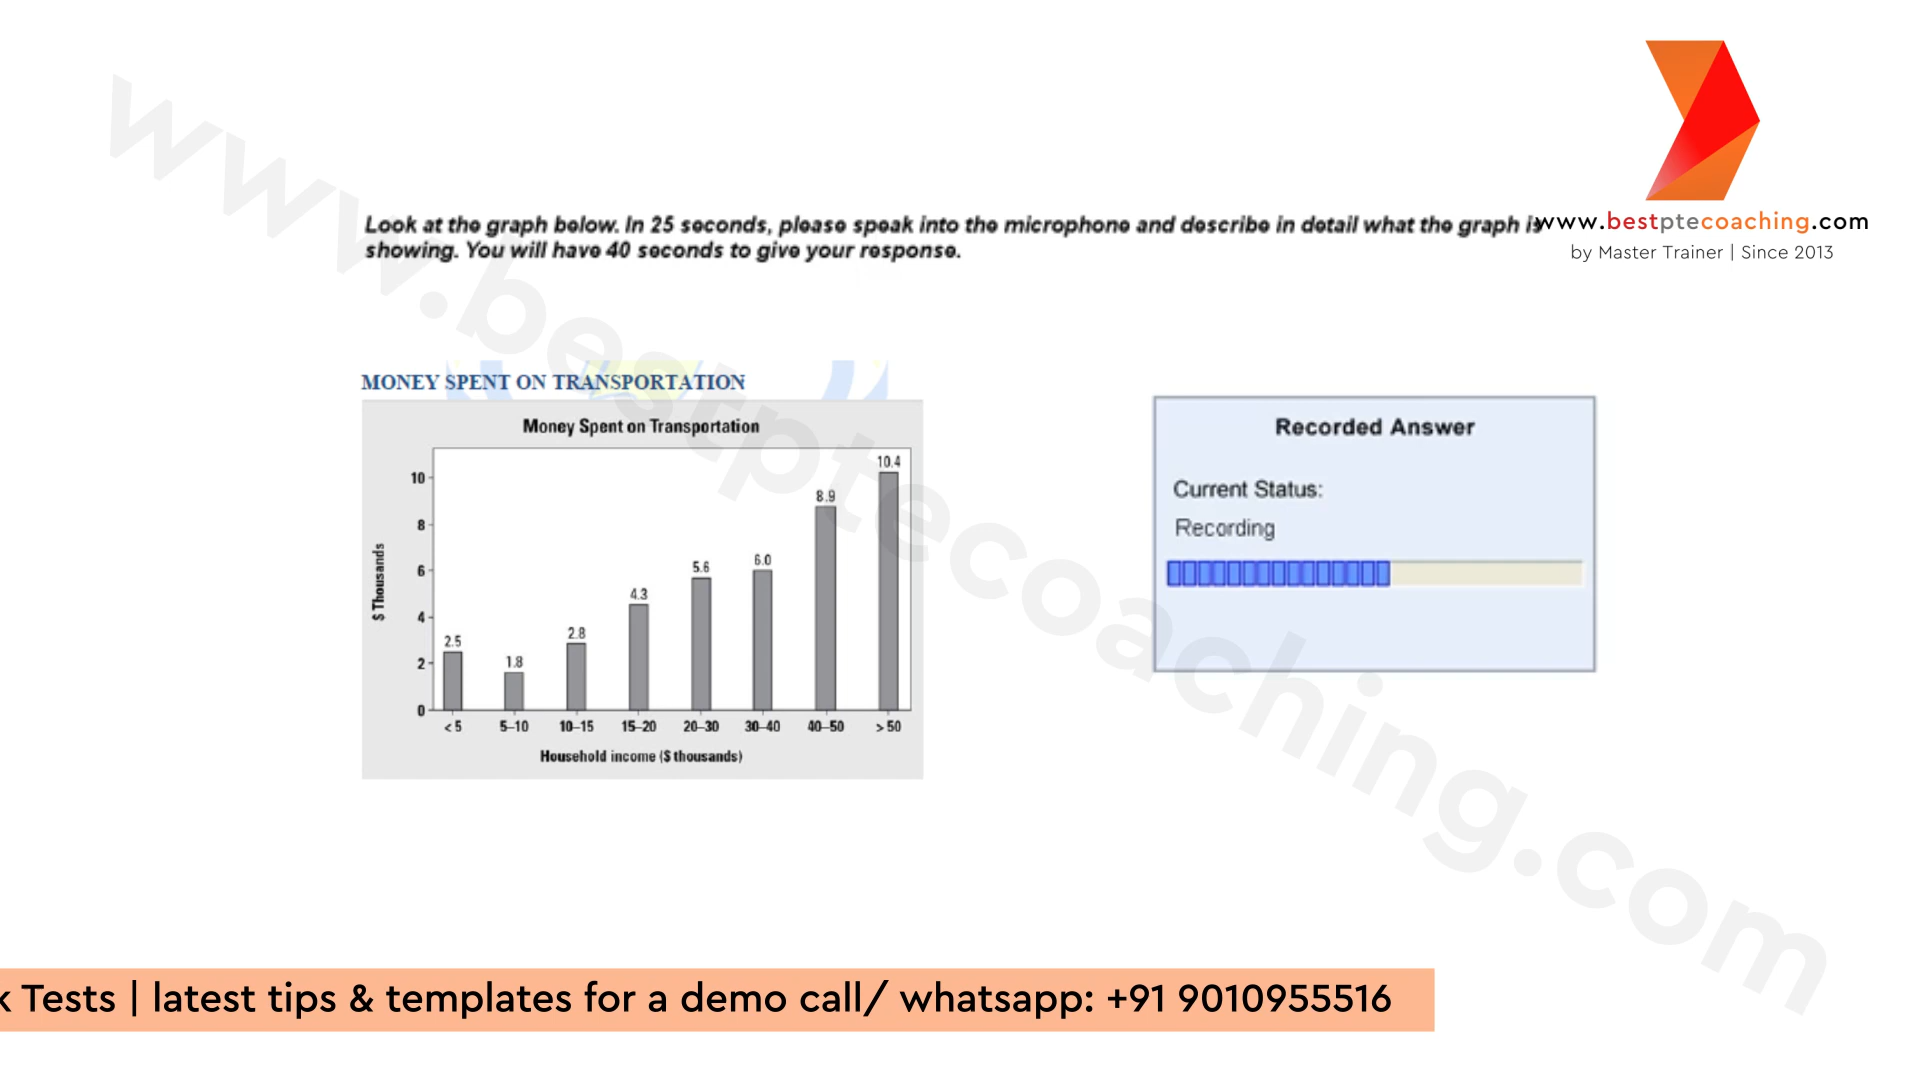 www.bestptecoaching.com
by Master Trainer | Since 2013
Look at the graph below. In 25 seconds, please speak into the microphone and describe in detail what the graph is
showing. You will have 40 seconds to give your response.
MONEY SPENT ON TRANSPORTATION
Money Spent on Transportation
$ Thousands
10
8
6
4
2
0
2.5
1.8
2.8
4.3
5.6
6.0
8.9
10.4
< 5 5–10 10–15 15–20 20–30 30–40 40–50 > 50
Household income ($ thousands)
Recorded Answer
Current Status:
Recording
www.bestptecoaching.com
k Tests | latest tips & templates for a demo call/ whatsapp: +91 9010955516